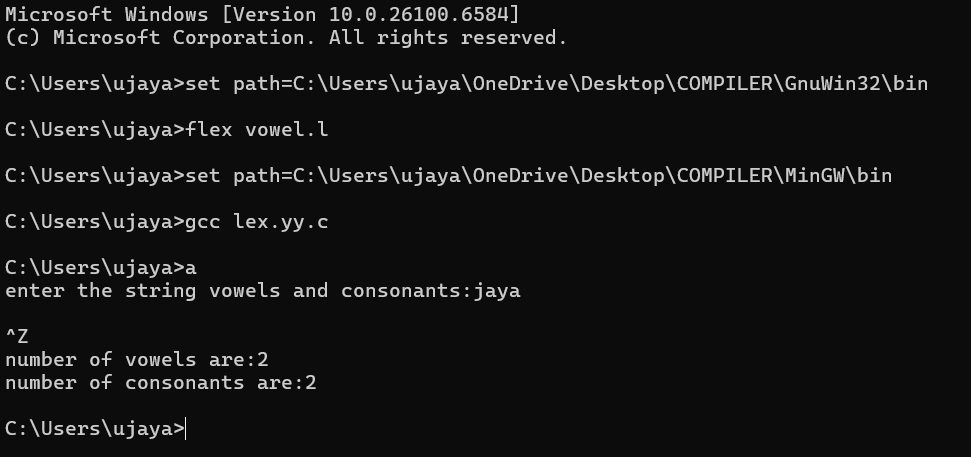 Microsoft Windows [Version 10.0.26100.6584]
(c) Microsoft Corporation. All rights reserved.
C:\Users\ujaya>set path=C:\Users\ujaya\OneDrive\Desktop\COMPILER\GnuWin32\bin
C:\Users\ujaya>flex vowel.l
C:\Users\ujaya>set path=C:\Users\ujaya\OneDrive\Desktop\COMPILER\MinGW\bin
C:\Users\ujaya>gcc lex.yy.c
C:\Users\ujaya>a
enter the string vowels and consonants:jaya
^Z
number of vowels are:2
number of consonants are:2
C:\Users\ujaya>